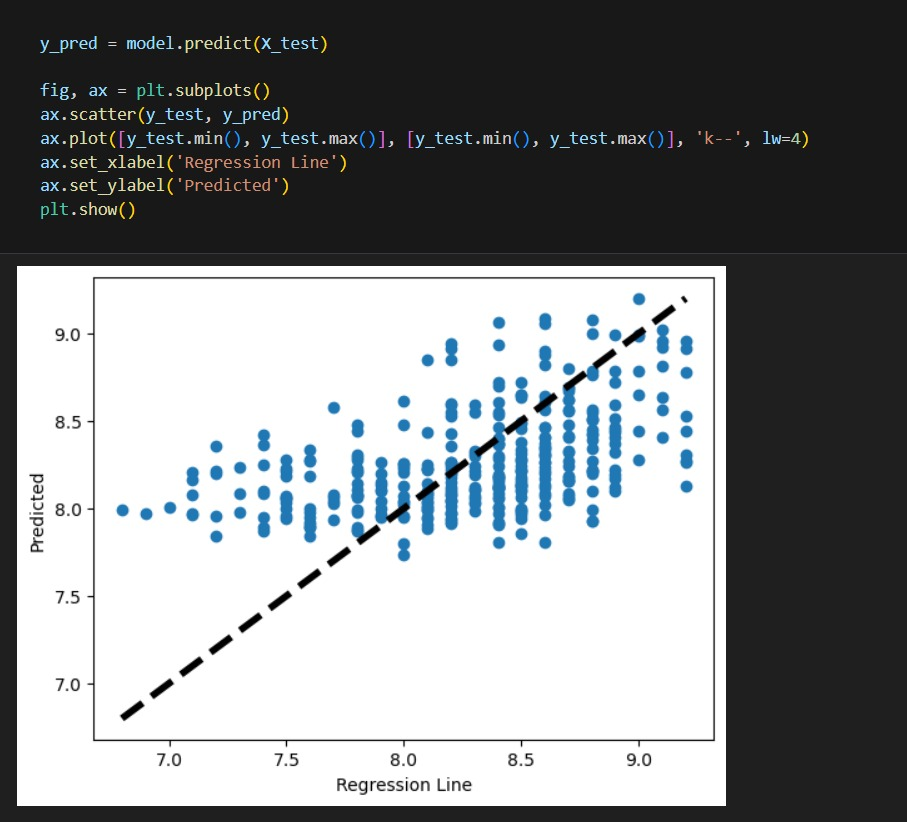 y_pred = model.predict(X_test)
fig, ax = plt.subplots()
ax.scatter(y_test, y_pred)
ax.plot([y_test.min(), y_test.max()], [y_test.min(), y_test.max()], 'k--', lw=4)
ax.set_xlabel('Regression Line')
ax.set_ylabel('Predicted')
plt.show()
9.0
8.5
8.0
7.5
7.0
Predicted
7.0 7.5 8.0 8.5 9.0
Regression Line